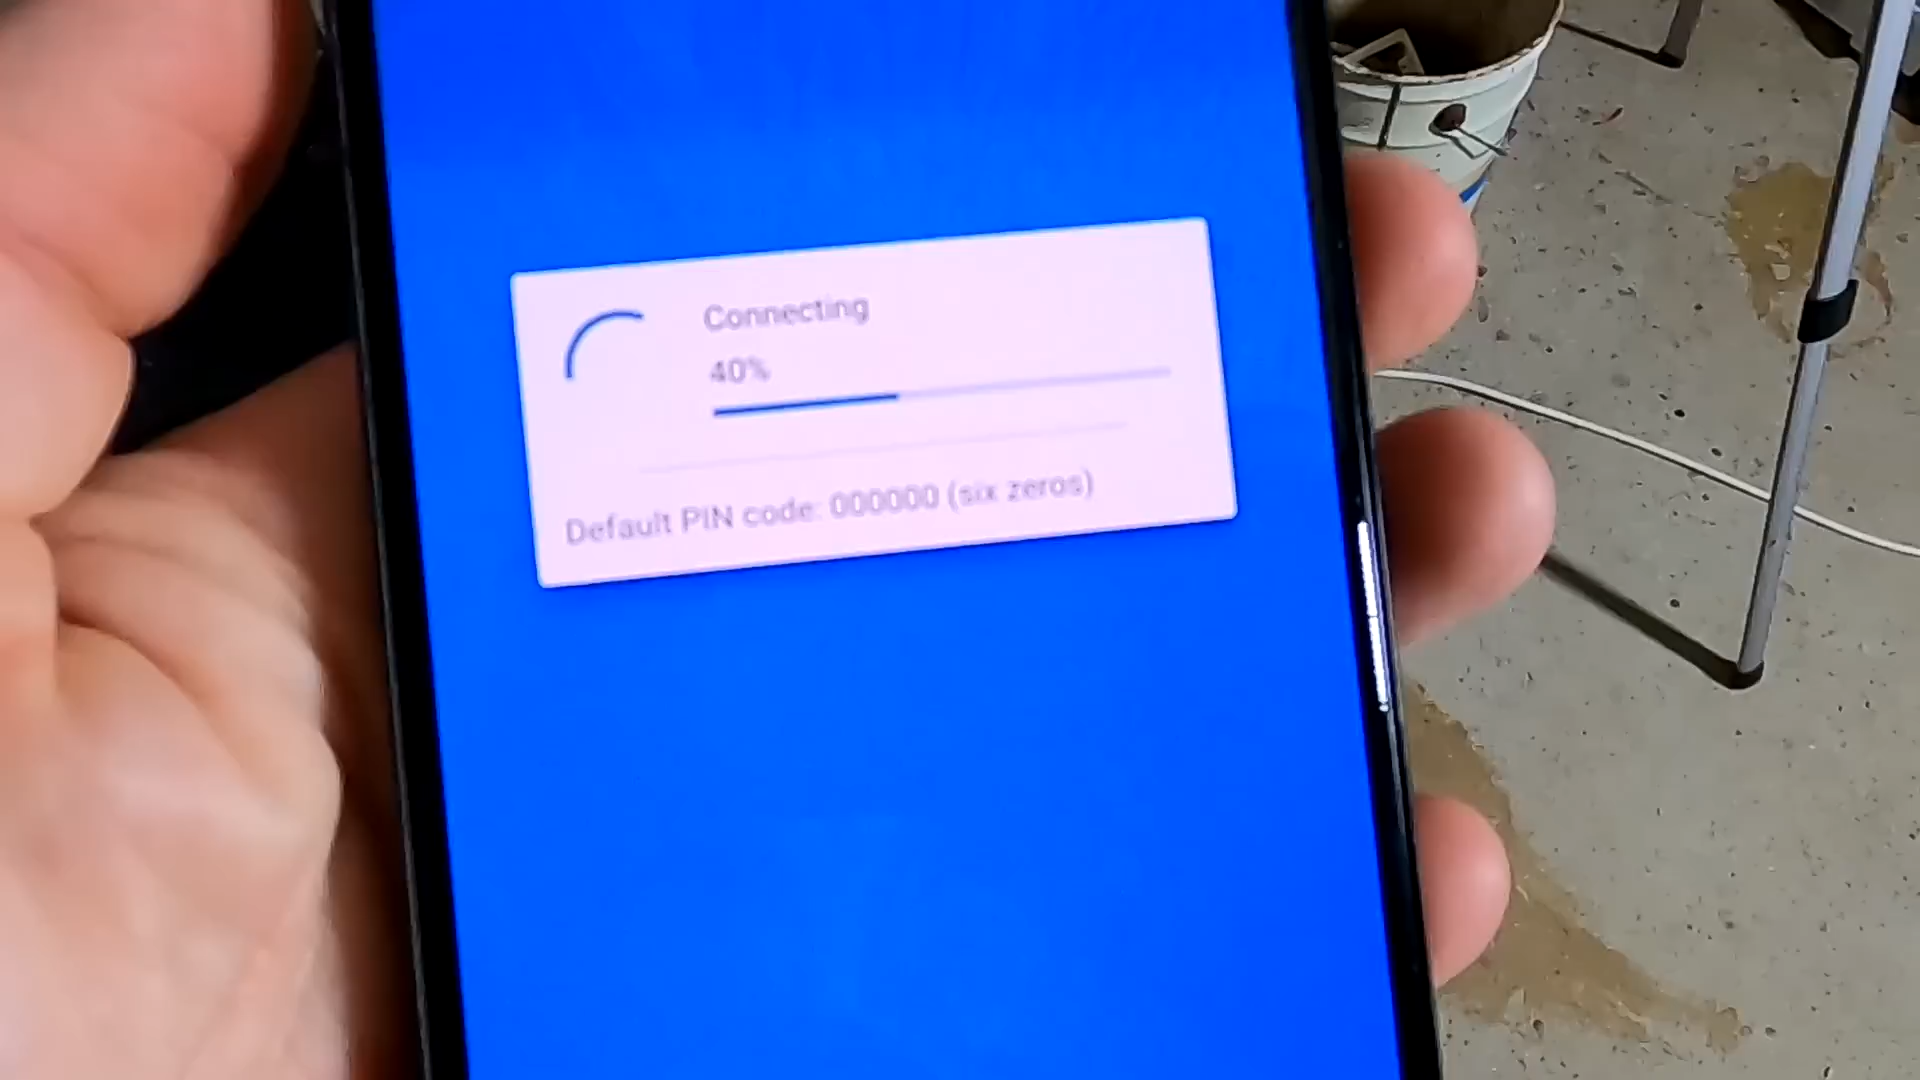 Connecting
40%
Default PIN code: 000000 (six zeros)